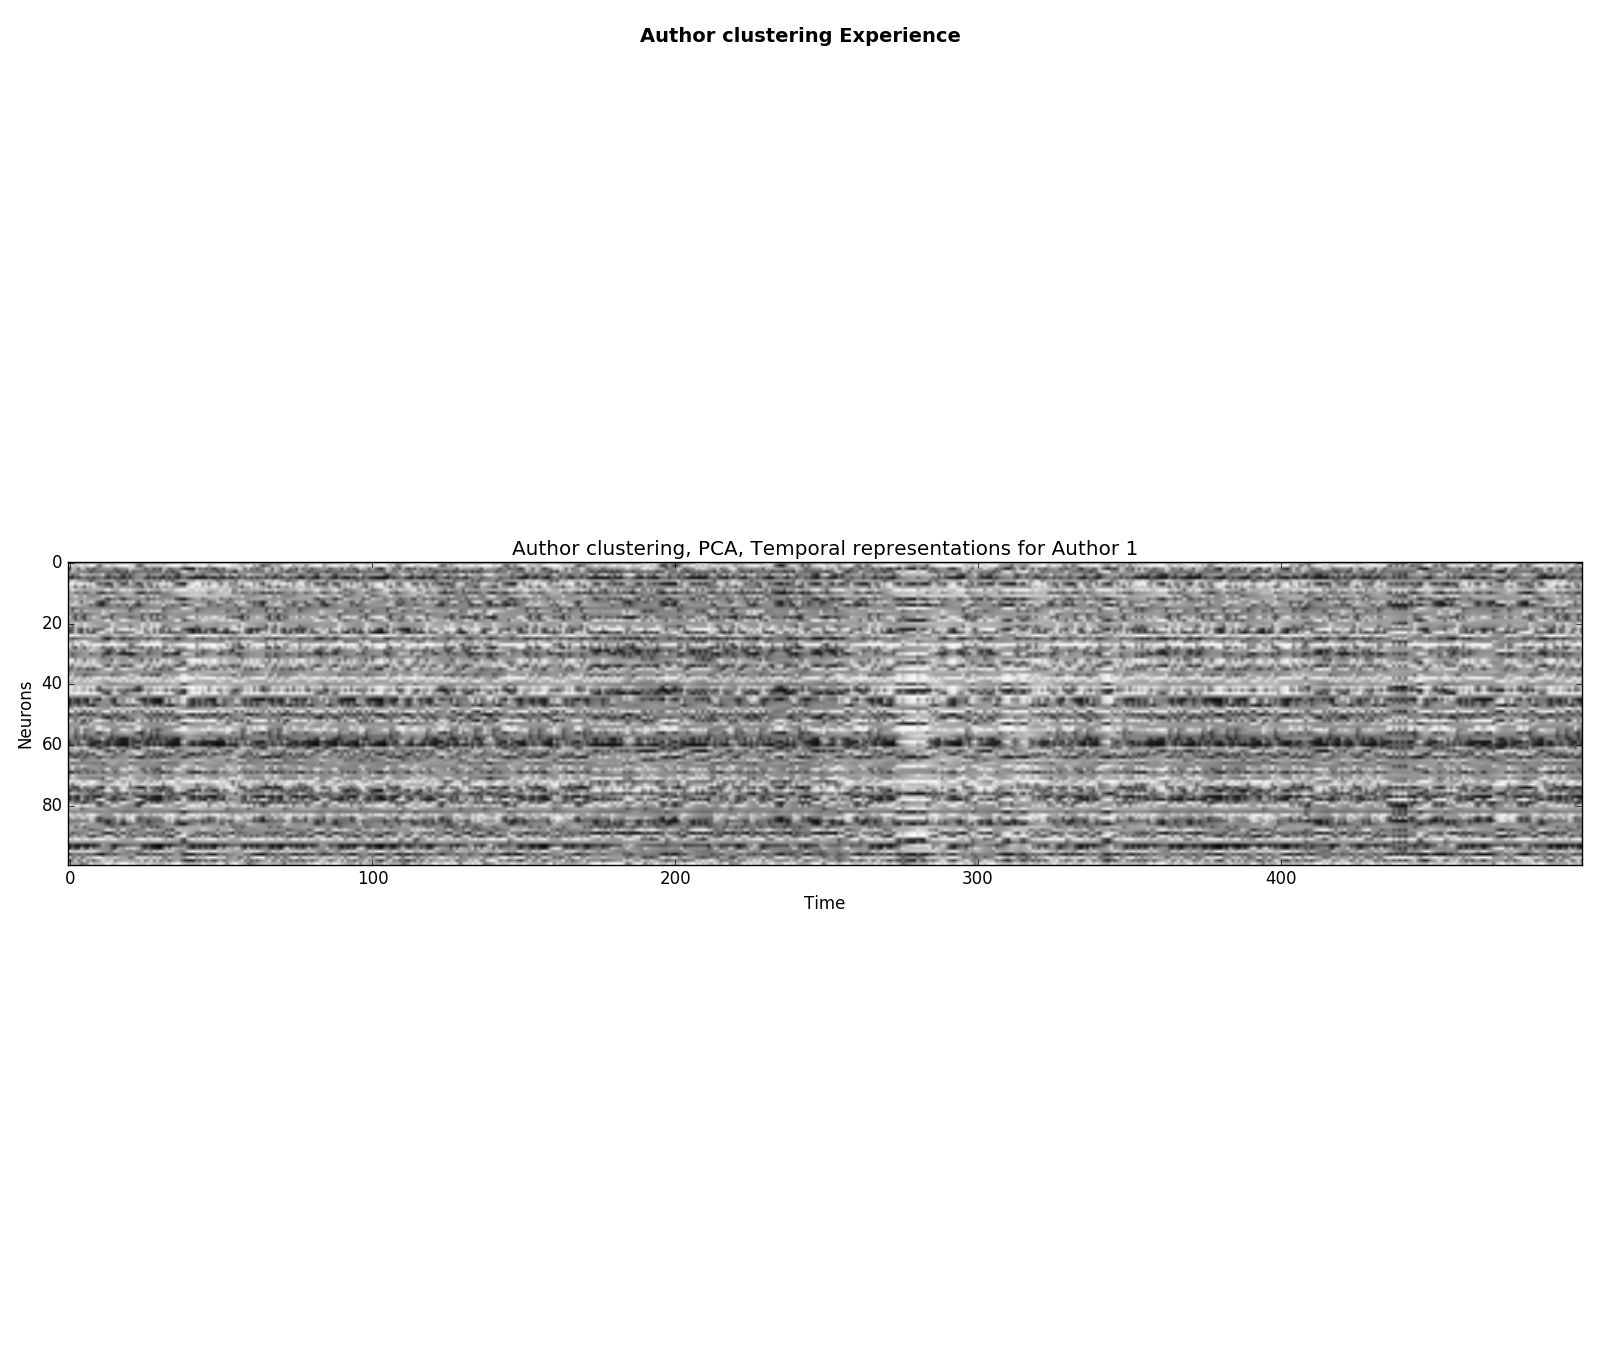 Author clustering Experience
Author clustering, PCA, Temporal representations for Author 1
0
20
40
60
80
Neurons
0 100 200 300 400
Time